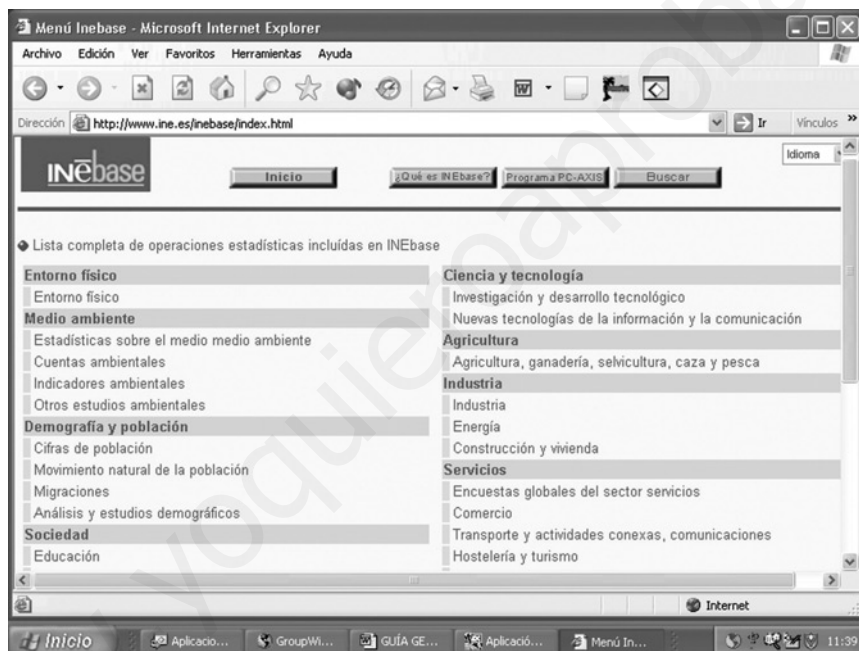 Menú Inebase - Microsoft Internet Explorer
Archivo Edición Ver Favoritos Herramientas Ayuda
Dirección http://www.ine.es/inebase/index.html Ir Vínculos »
INēbase Inicio ¿Qué es INEbase? Programa PC-AXIS Buscar Idioma
Lista completa de operaciones estadísticas incluídas en INEbase
Entorno físico
Entorno físico
Medio ambiente
Estadísticas sobre el medio medio ambiente
Cuentas ambientales
Indicadores ambientales
Otros estudios ambientales
Demografía y población
Cifras de población
Movimiento natural de la población
Migraciones
Análisis y estudios demográficos
Sociedad
Educación
Ciencia y tecnología
Investigación y desarrollo tecnológico
Nuevas tecnologías de la información y la comunicación
Agricultura
Agricultura, ganadería, selvicultura, caza y pesca
Industria
Industria
Energía
Construcción y vivienda
Servicios
Encuestas globales del sector servicios
Comercio
Transporte y actividades conexas, comunicaciones
Hostelería y turismo
Internet
Inicio Aplicacio... GroupWi... GUÍA GE... Aplicació... Menú In... 11:39
yoquieroaproba